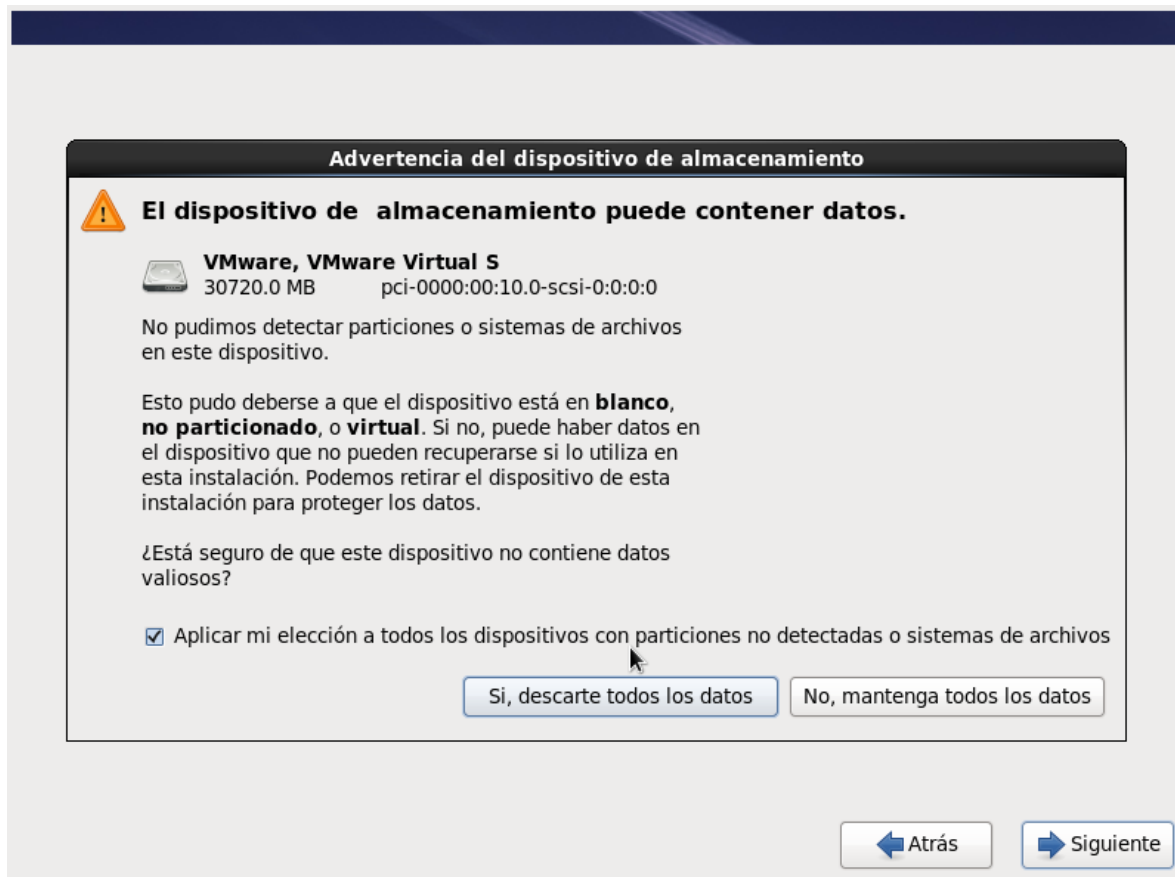 Advertencia del dispositivo de almacenamiento
El dispositivo de almacenamiento puede contener datos.
VMware, VMware Virtual S
30720.0 MB pci-0000:00:10.0-scsi-0:0:0:0
No pudimos detectar particiones o sistemas de archivos
en este dispositivo.
Esto pudo deberse a que el dispositivo está en blanco,
no particionado, o virtual. Si no, puede haber datos en
el dispositivo que no pueden recuperarse si lo utiliza en
esta instalación. Podemos retirar el dispositivo de esta
instalación para proteger los datos.
¿Está seguro de que este dispositivo no contiene datos
valiosos?
Aplicar mi elección a todos los dispositivos con particiones no detectadas o sistemas de archivos
Si, descarte todos los datos No, mantenga todos los datos
Atrás Siguiente